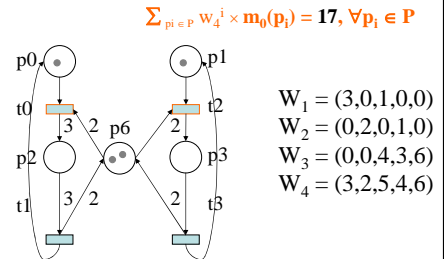 ∑ pi ∈ P w₄ⁱ × m₀(pᵢ) = 17, ∀pᵢ ∈ P
p0
p1
t0
t2
3
2
p6
2
p2
p3
W₁ = (3,0,1,0,0)
W₂ = (0,2,0,1,0)
W₃ = (0,0,4,3,6)
W₄ = (3,2,5,4,6)
t1
3
2
2
t3